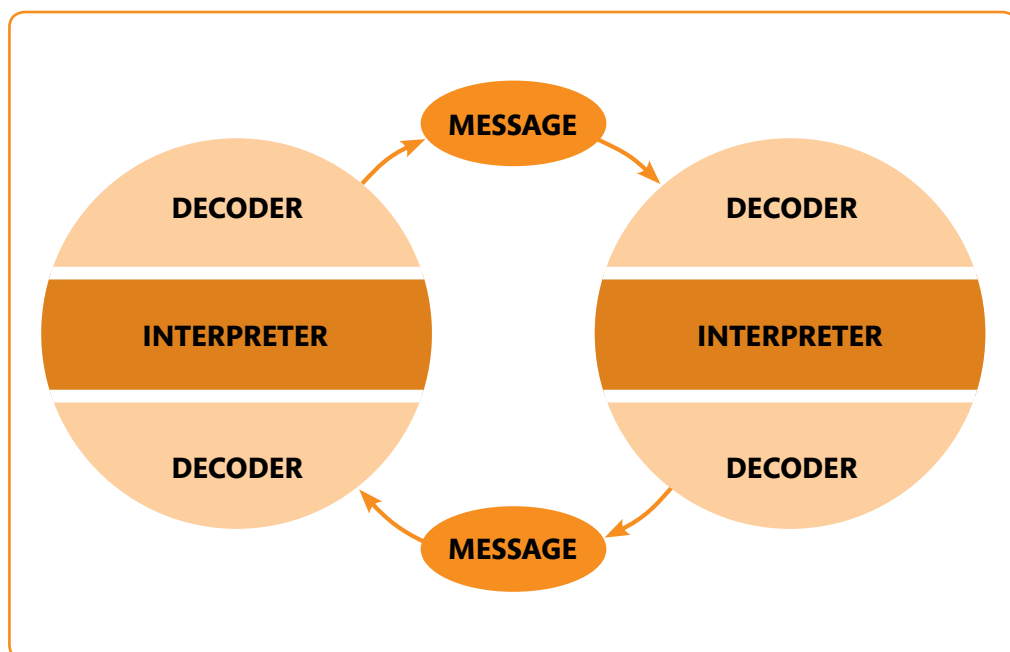 MESSAGE
DECODER
DECODER
INTERPRETER
INTERPRETER
DECODER
DECODER
MESSAGE